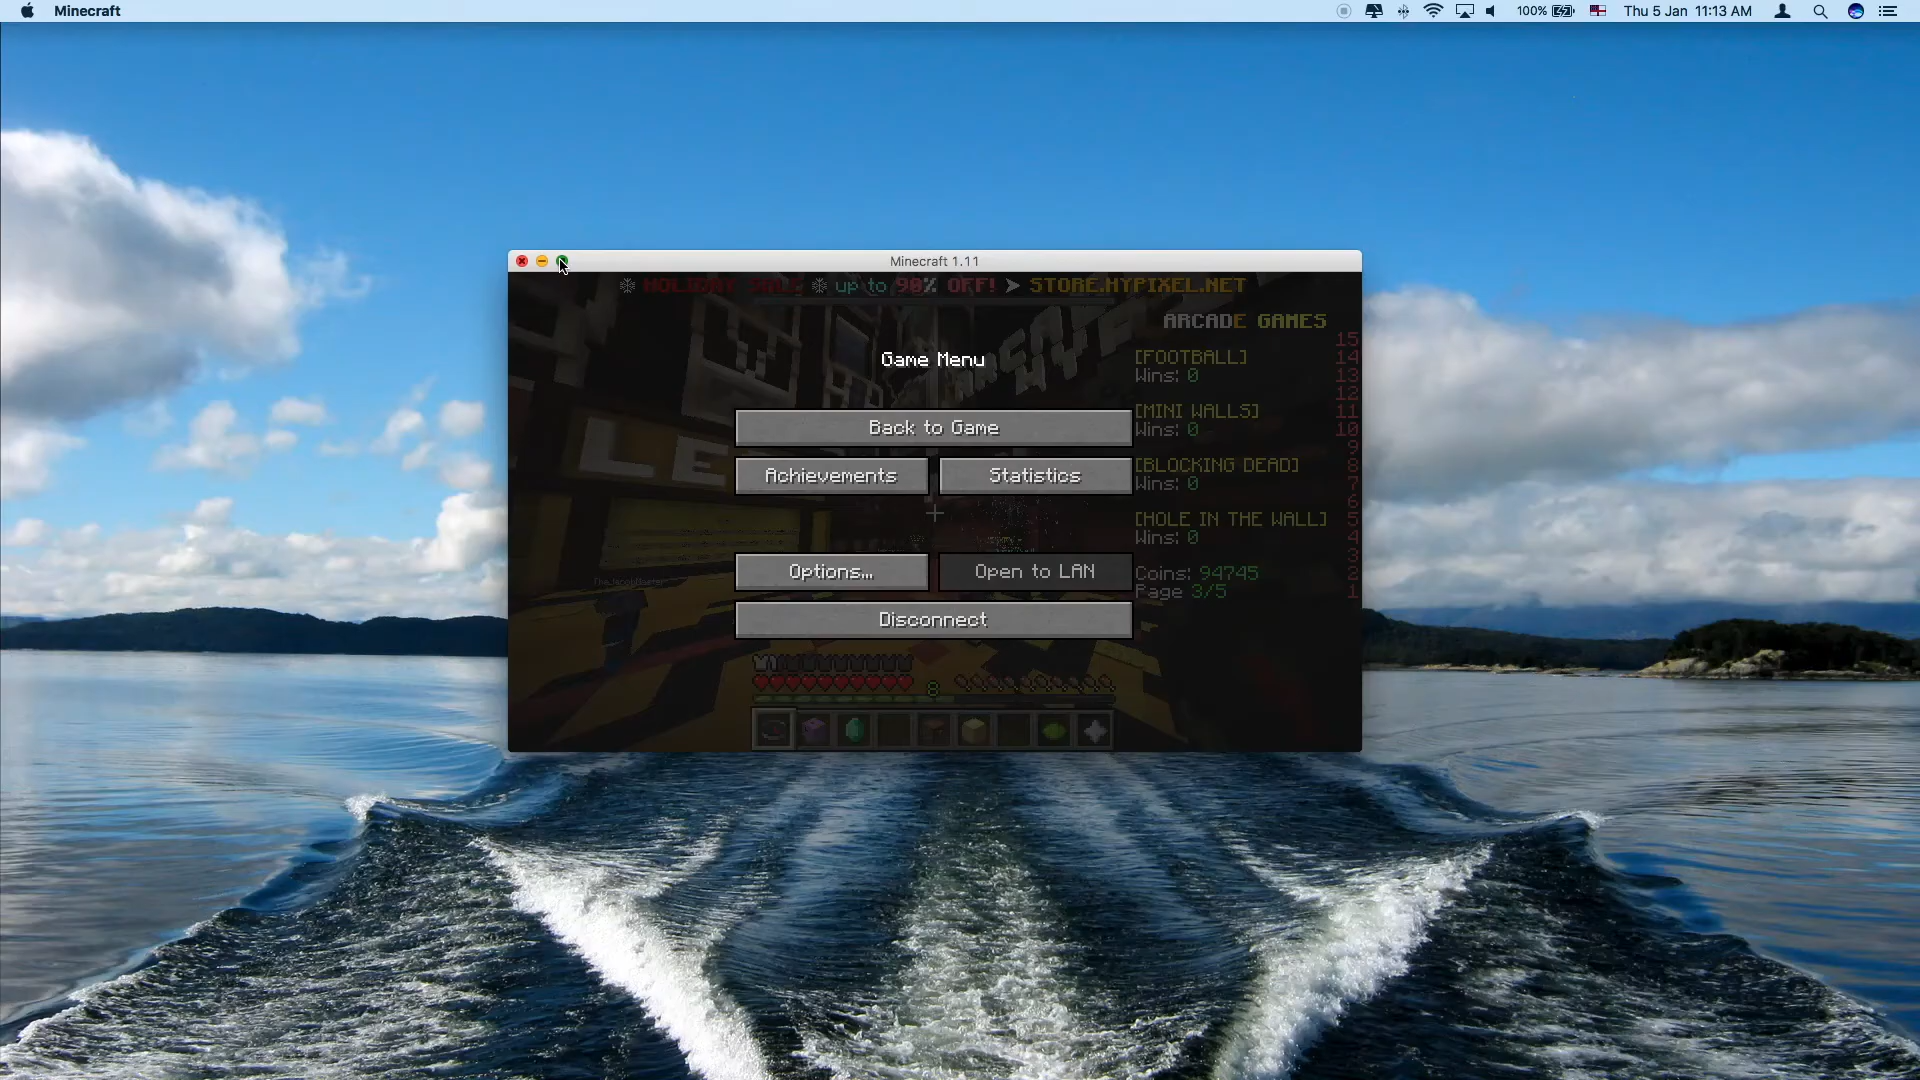 Minecraft
100%
Thu 5 Jan 11:13 AM
Minecraft 1.11
HOLIDAY SALE up to 90% OFF! ➤ STORE.HYPIXEL.NET
ARCADE GAMES
15
[FOOTBALL] 14
Wins: 0 13
12
[MINI WALLS] 11
Wins: 0 10
9
[BLOCKING DEAD] 8
Wins: 0 7
6
[HOLE IN THE WALL] 5
Wins: 0 4
3
Coins: 94745 2
Page 3/5 1
Game Menu
Back to Game
Achievements
Statistics
Options...
Open to LAN
Disconnect
LE
8